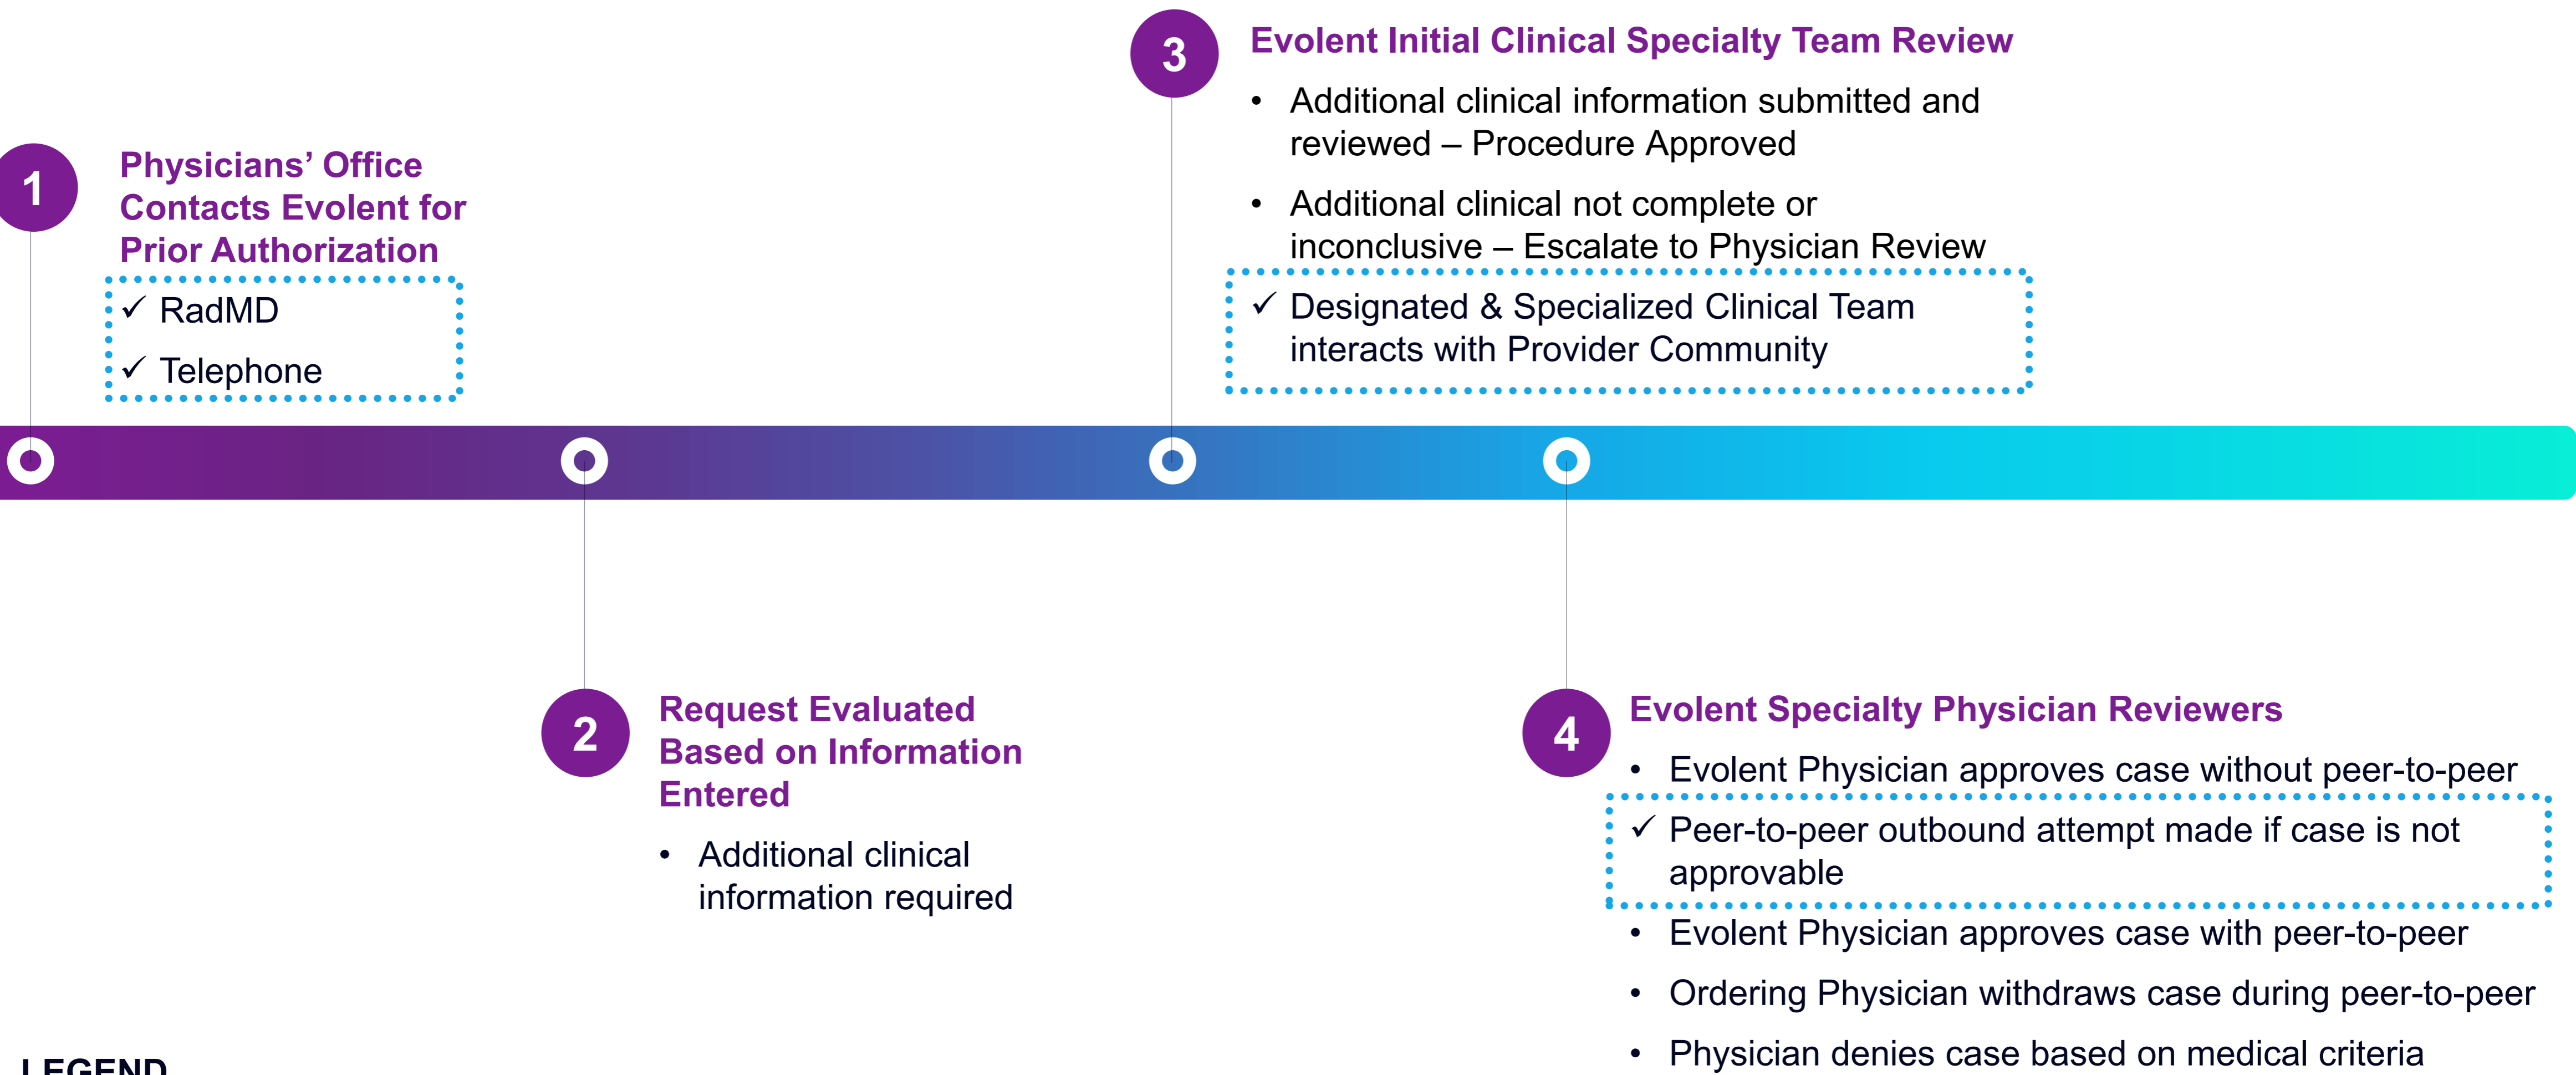 1
Physicians’ Office
Contacts Evolent for
Prior Authorization
✓ RadMD
✓ Telephone
2
Request Evaluated
Based on Information
Entered
• Additional clinical
information required
3
Evolent Initial Clinical Specialty Team Review
• Additional clinical information submitted and
reviewed – Procedure Approved
• Additional clinical not complete or
inconclusive – Escalate to Physician Review
✓ Designated & Specialized Clinical Team
interacts with Provider Community
4
Evolent Specialty Physician Reviewers
• Evolent Physician approves case without peer-to-peer
✓ Peer-to-peer outbound attempt made if case is not
approvable
• Evolent Physician approves case with peer-to-peer
• Ordering Physician withdraws case during peer-to-peer
• Physician denies case based on medical criteria
LEGEND